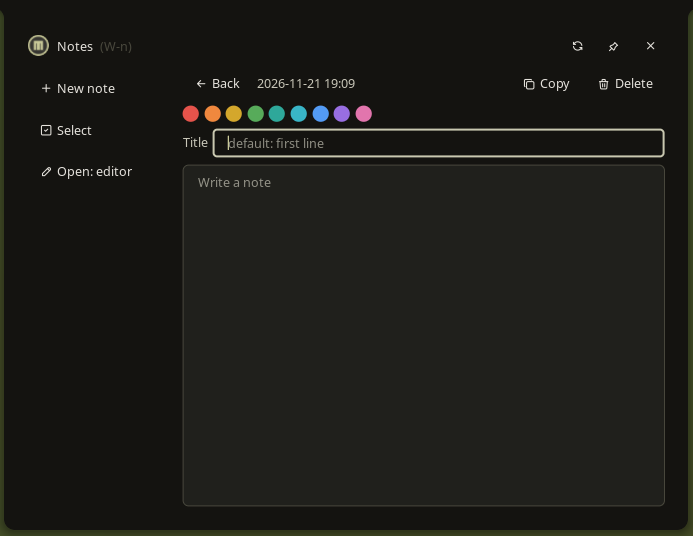 Notes (W-n)
New note
Select
Open: editor
Back 2026-11-21 19:09 Copy Delete
Title default: first line
Write a note